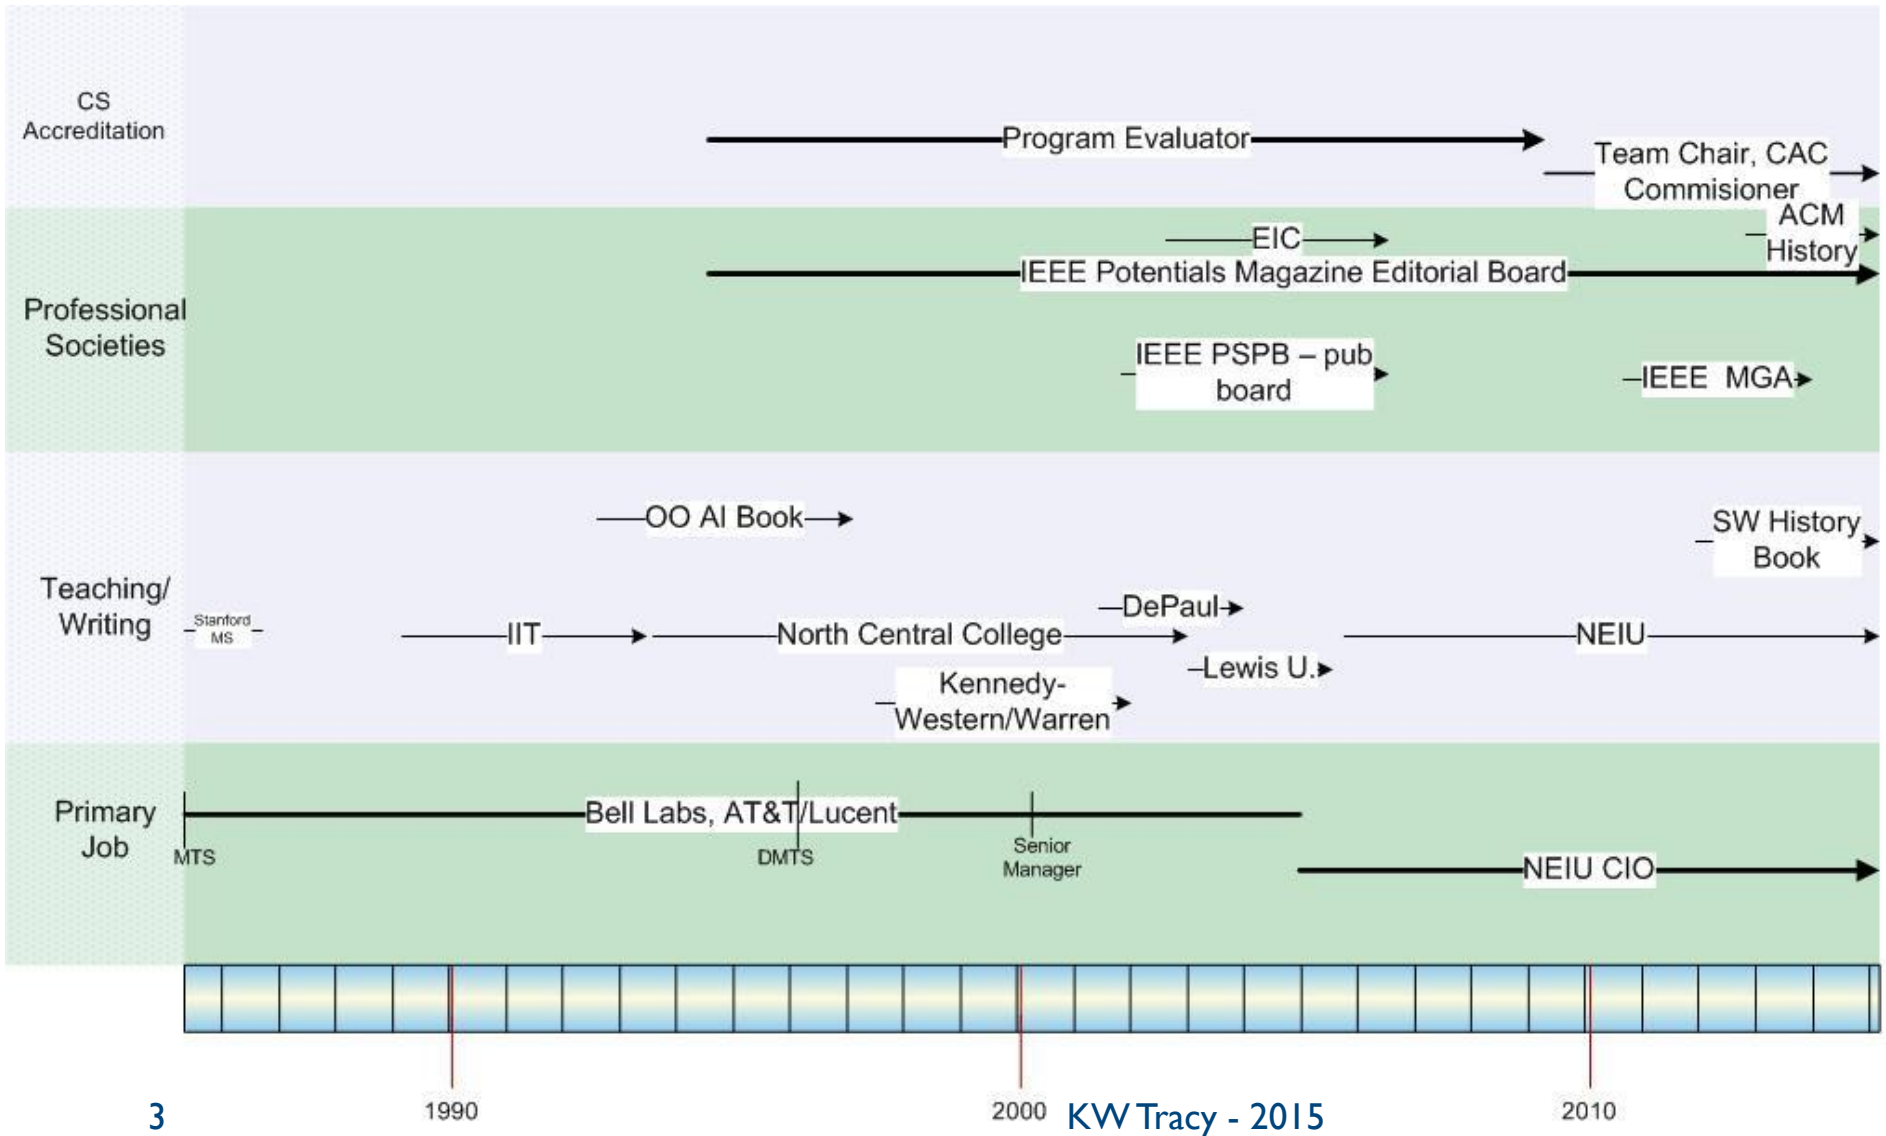 CS
Accreditation
Program Evaluator
Team Chair, CAC
Commisioner
Professional
Societies
ACM
History
EIC
IEEE Potentials Magazine Editorial Board
IEEE PSPB – pub
board
IEEE MGA
Teaching/
Writing
OO AI Book
SW History
Book
Stanford
MS
IIT
North Central College
DePaul
NEIU
Lewis U.
Kennedy-
Western/Warren
Primary
Job
Bell Labs, AT&T/Lucent
MTS
DMTS
Senior
Manager
NEIU CIO
1990
2000
2010
3
KW Tracy - 2015